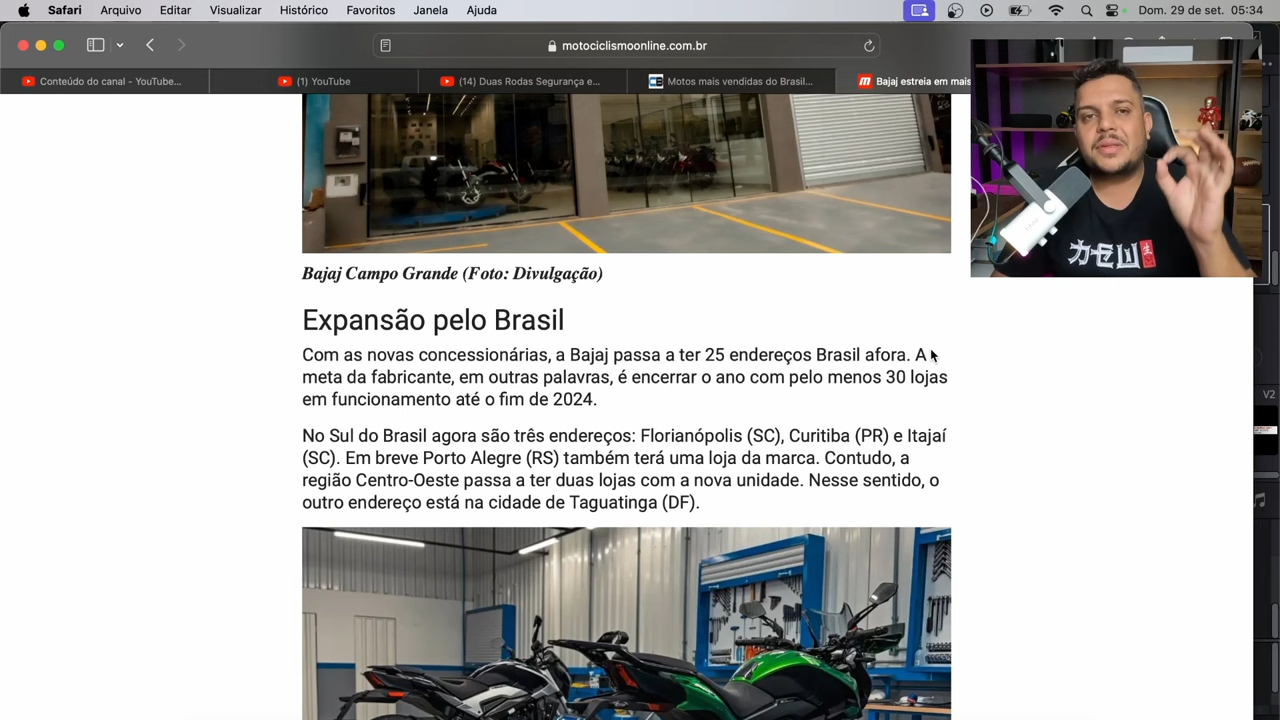 Safari Arquivo Editar Visualizar Histórico Favoritos Janela Ajuda Dom. 29 de set. 05:34
motociclismoonline.com.br
Conteúdo do canal - YouTube... (1) YouTube (14) Duas Rodas Segurança e... Motos mais vendidas do Brasil... Bajaj estreia em mais
Bajaj Campo Grande (Foto: Divulgação)
Expansão pelo Brasil
Com as novas concessionárias, a Bajaj passa a ter 25 endereços Brasil afora. A
meta da fabricante, em outras palavras, é encerrar o ano com pelo menos 30 lojas
em funcionamento até o fim de 2024.
V2
No Sul do Brasil agora são três endereços: Florianópolis (SC), Curitiba (PR) e Itajaí
(SC). Em breve Porto Alegre (RS) também terá uma loja da marca. Contudo, a
região Centro-Oeste passa a ter duas lojas com a nova unidade. Nesse sentido, o
outro endereço está na cidade de Taguatinga (DF).